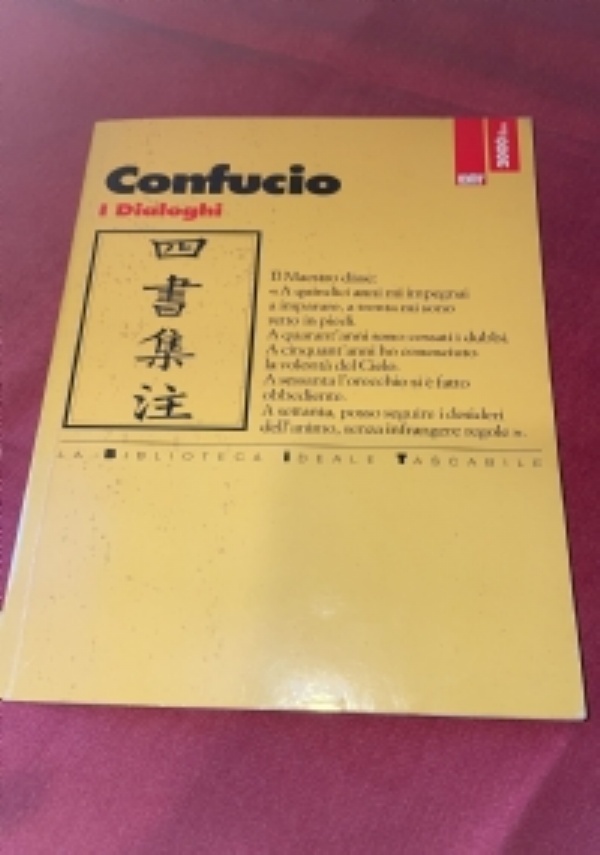 2000
Confucio
I Dialoghi
四書集注
Il Maestro disse:
« A quindici anni mi impegnai
a imparare, a trenta mi sono
retto in piedi.
A quarant'anni sono cessati i dubbi.
A cinquant'anni ho conosciuto
la volontà del Cielo.
A sessanta l'orecchio si è fatto
obbediente.
A settanta, posso seguire i desideri
dell'animo, senza infrangere regole ».
LA BIBLIOTECA IDEALE TASCABILE